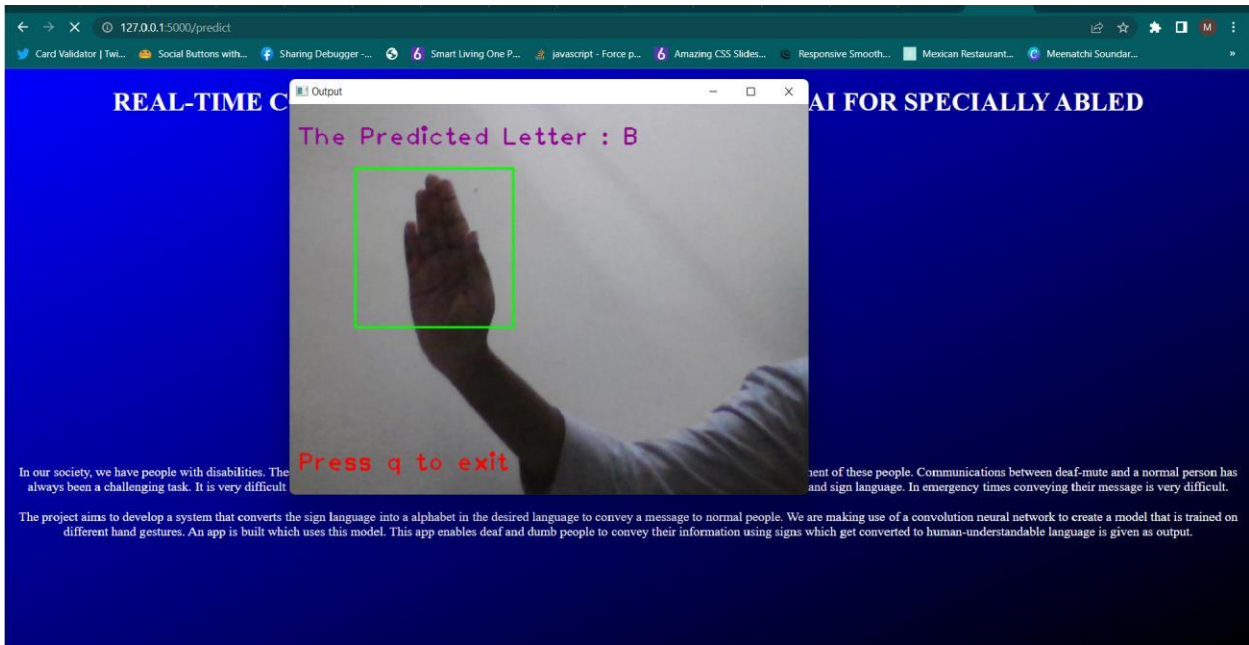 127.0.0.1:5000/predict
M
Card Validator | Twi... Social Buttons with... Sharing Debugger -... Smart Living One P... javascript - Force p... Amazing CSS Slides... Responsive Smooth... Mexican Restaurant... Meenatchi Soundar... »
Output
REAL-TIME C AI FOR SPECIALLY ABLED
The Predicted Letter : B
Press q to exit
In our society, we have people with disabilities. The nent of these people. Communications between deaf-mute and a normal person has
always been a challenging task. It is very difficult and sign language. In emergency times conveying their message is very difficult.
The project aims to develop a system that converts the sign language into a alphabet in the desired language to convey a message to normal people. We are making use of a convolution neural network to create a model that is trained on
different hand gestures. An app is built which uses this model. This app enables deaf and dumb people to convey their information using signs which get converted to human-understandable language is given as output.